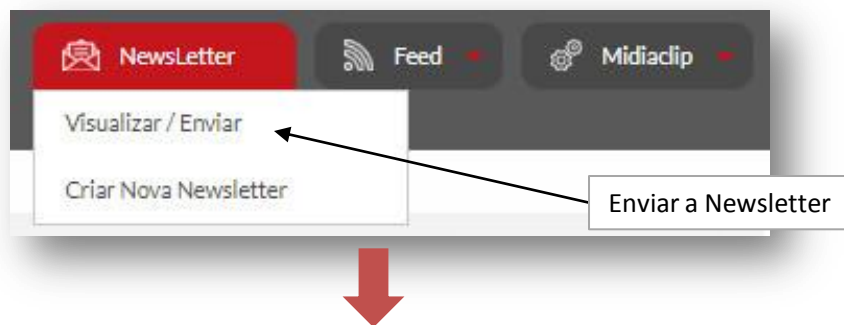 NewsLetter Feed Midiaclip
Visualizar / Enviar
Criar Nova Newsletter
Enviar a Newsletter